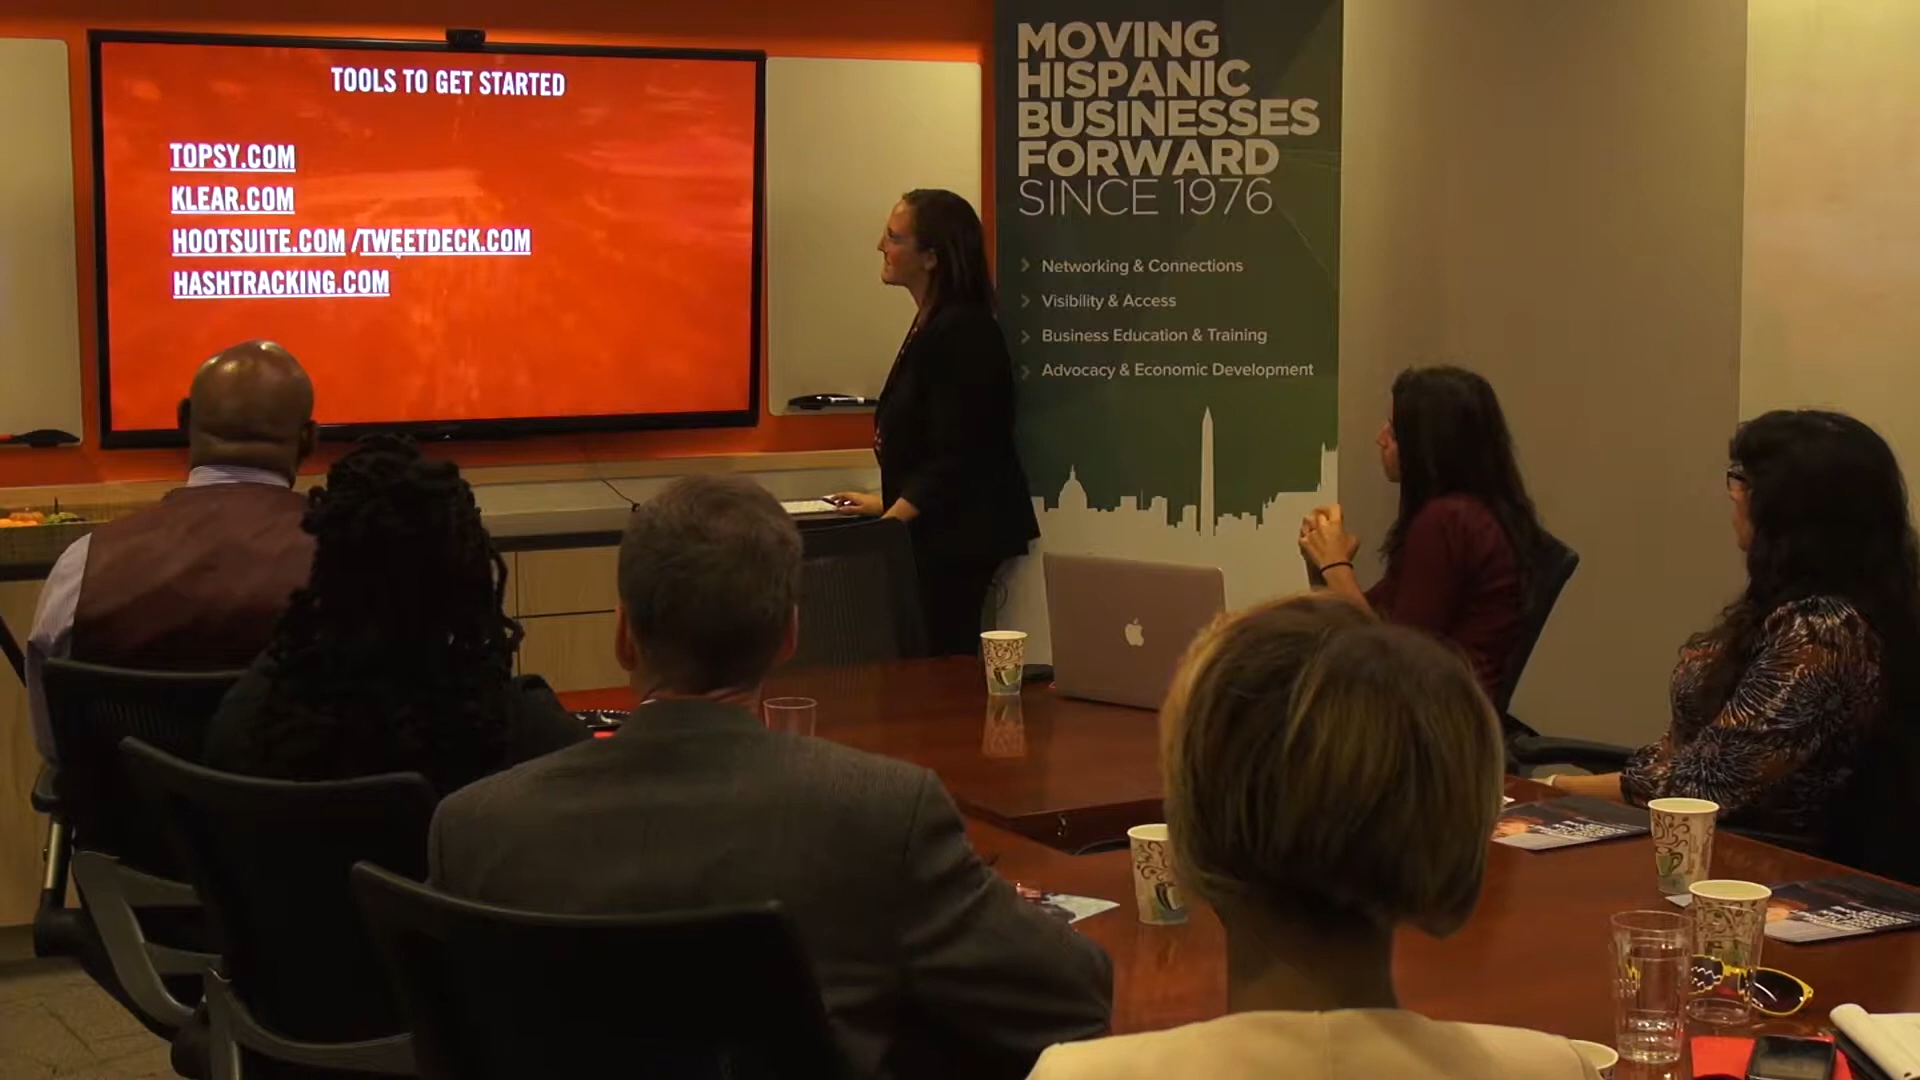 TOOLS TO GET STARTED
TOPSY.COM
KLEAR.COM
HOOTSUITE.COM /TWEETDECK.COM
HASHTRACKING.COM
MOVING
HISPANIC
BUSINESSES
FORWARD
SINCE 1976
Networking & Connections
Visibility & Access
Business Education & Training
Advocacy & Economic Development